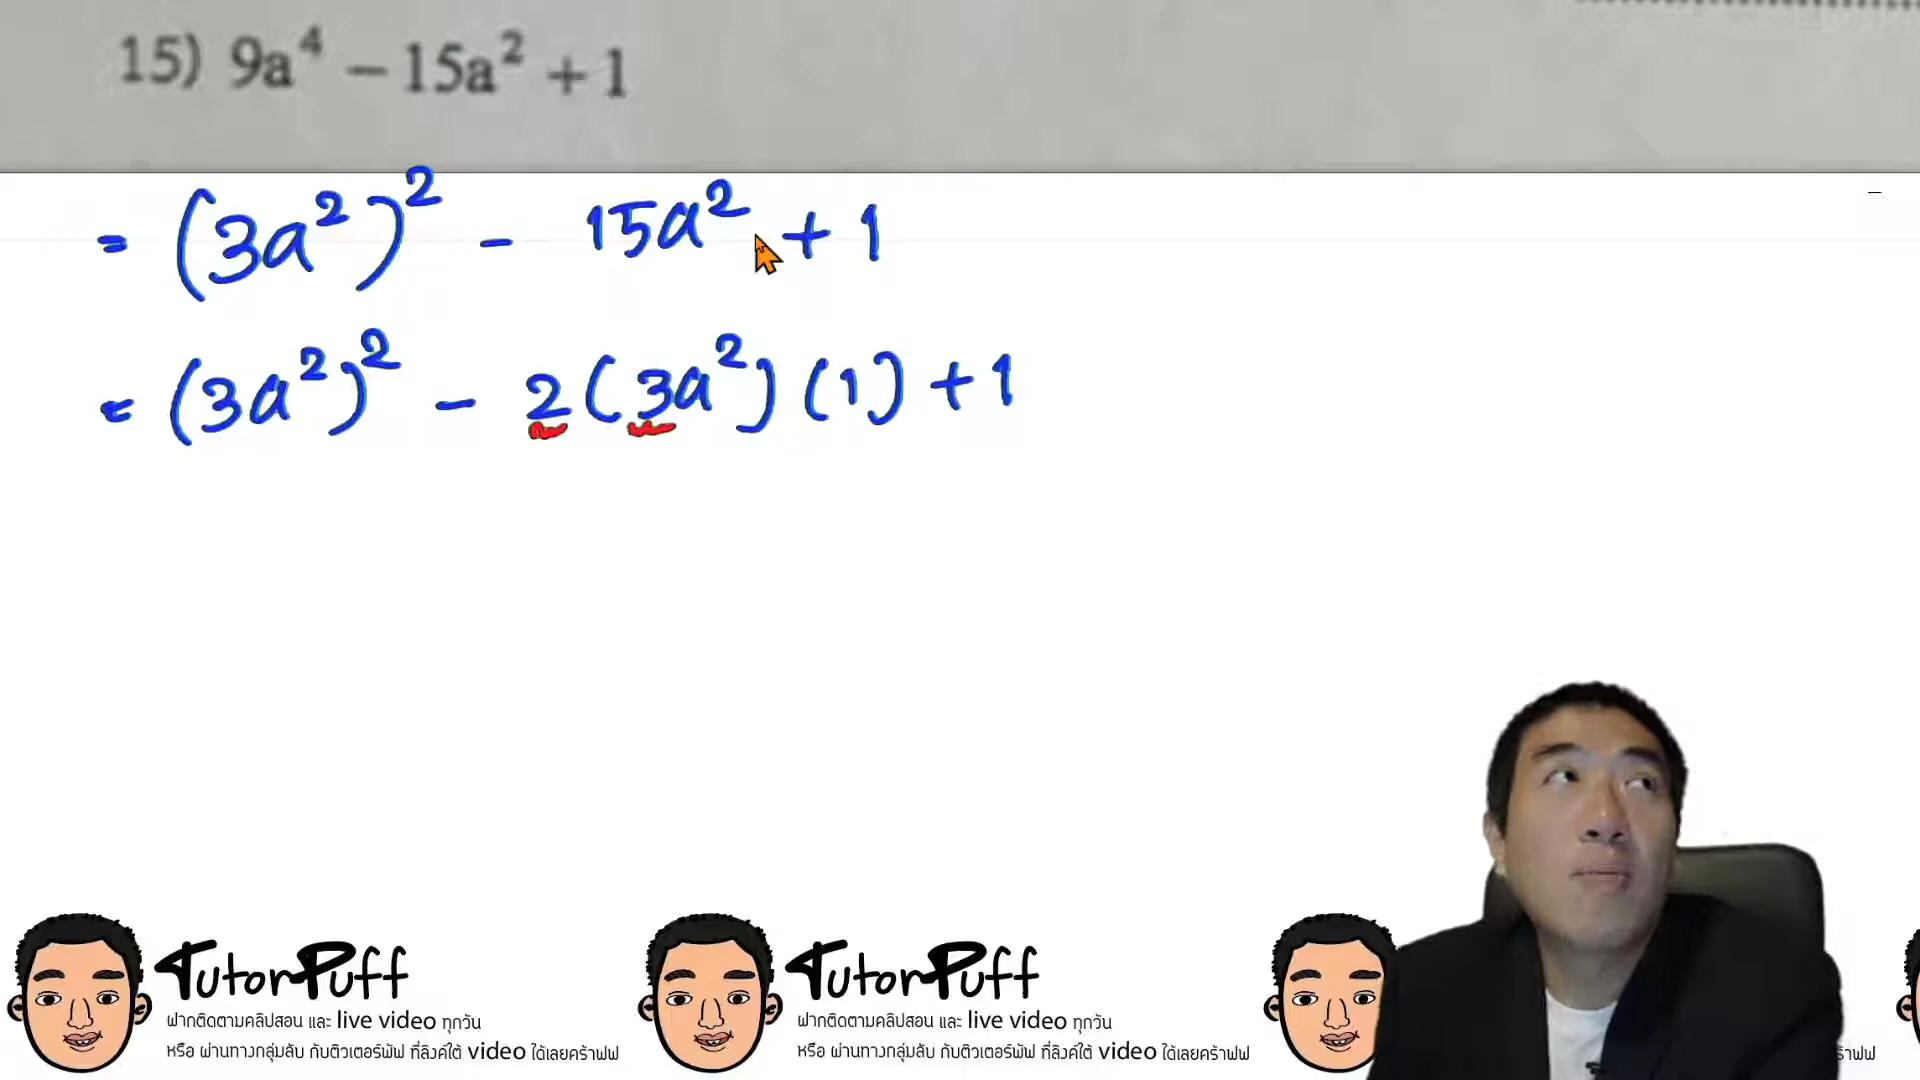 15) 9a⁴ − 15a² + 1
= (3a²)² - 15a² + 1
= (3a²)² - 2(3a²)(1) + 1
TutorPuff
ฝากติดตามคลิปสอน และ live video ทุกวัน
หรือ ผ่านทางกลุ่มลับ กับติวเตอร์พัฟ ที่ลิงค์ใต้ video ได้เลยคร้าฟฟ
TutorPuff
ฝากติดตามคลิปสอน และ live video ทุกวัน
หรือ ผ่านทางกลุ่มลับ กับติวเตอร์พัฟ ที่ลิงค์ใต้ video ได้เลยคร้าฟฟ